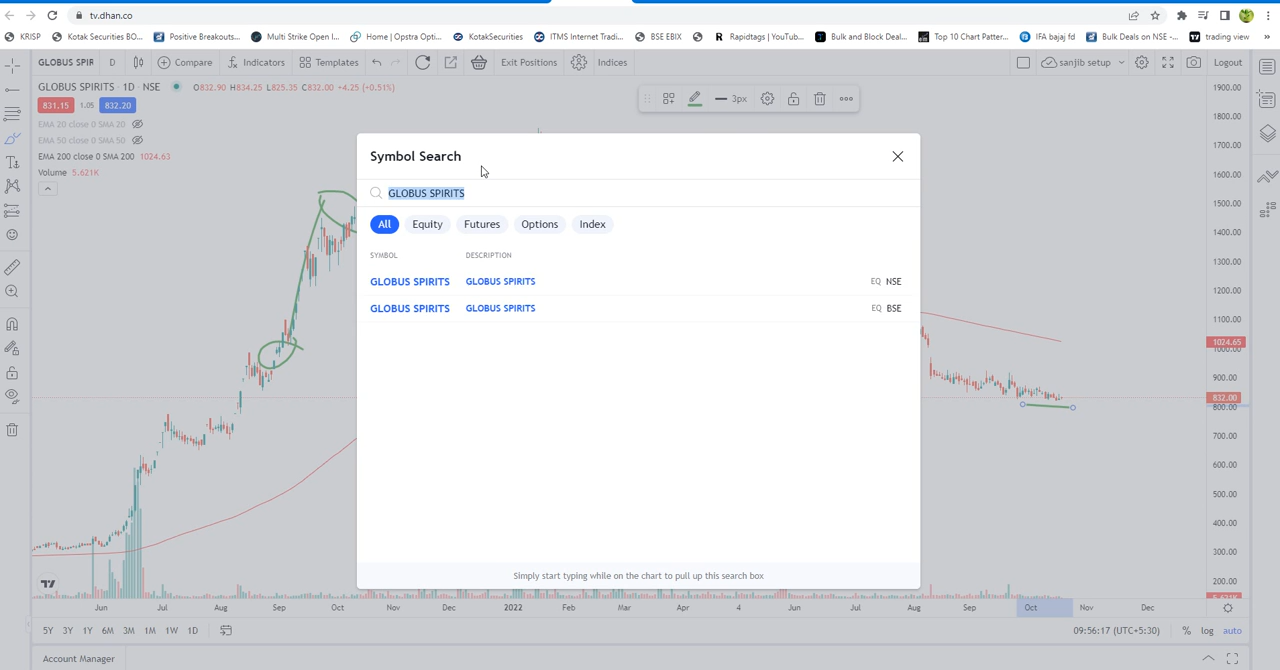 tv.dhan.co
KRISP Kotak Securities BO... Positive Breakouts... Multi Strike Open I... Home | Opstra Opti... KotakSecurities ITMS Internet Tradi... BSE EBIX Rapidtags | YouTub... Bulk and Block Deal... Top 10 Chart Patter... IFA bajaj fd Bulk Deals on NSE -... trading view »
GLOBUS SPIR D Compare Indicators Templates Exit Positions Indices sanjib setup Logout
GLOBUS SPIRITS · 1D · NSE O832.90 H834.25 L825.35 C832.00 +4.25 (+0.51%)
831.15 1.05 832.20
3px
EMA 20 close 0 SMA 20
EMA 50 close 0 SMA 50
EMA 200 close 0 SMA 200 1024.63
Volume 5.621K
Symbol Search
GLOBUS SPIRITS
All Equity Futures Options Index
SYMBOL DESCRIPTION
GLOBUS SPIRITS GLOBUS SPIRITS EQ NSE
GLOBUS SPIRITS GLOBUS SPIRITS EQ BSE
Simply start typing while on the chart to pull up this search box
1900.00
1800.00
1700.00
1600.00
1500.00
1400.00
1300.00
1200.00
1100.00
1024.65
1000.00
900.00
832.00
800.00
700.00
600.00
500.00
400.00
300.00
200.00
5.621K
Jun Jul Aug Sep Oct Nov Dec 2022 Feb Mar Apr 4 Jun Jul Aug Sep Oct Nov Dec
5Y 3Y 1Y 6M 3M 1M 1W 1D 09:56:17 (UTC+5:30) % log auto
Account Manager